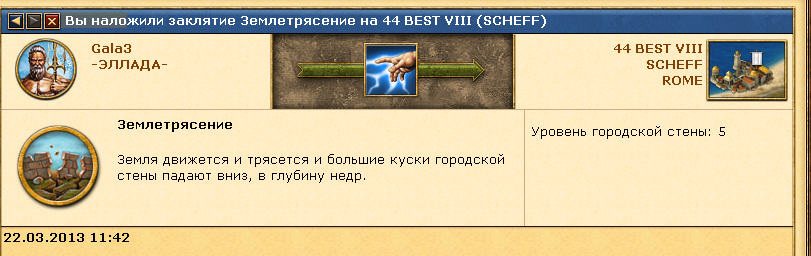 Вы наложили заклятие Землетрясение на 44 BEST VIII (SCHEFF)
Gala3
-ЭЛЛАДА-
44 BEST VIII
SCHEFF
ROME
Землетрясение
Земля движется и трясется и большие куски городской
стены падают вниз, в глубину недр.
Уровень городской стены: 5
22.03.2013 11:42